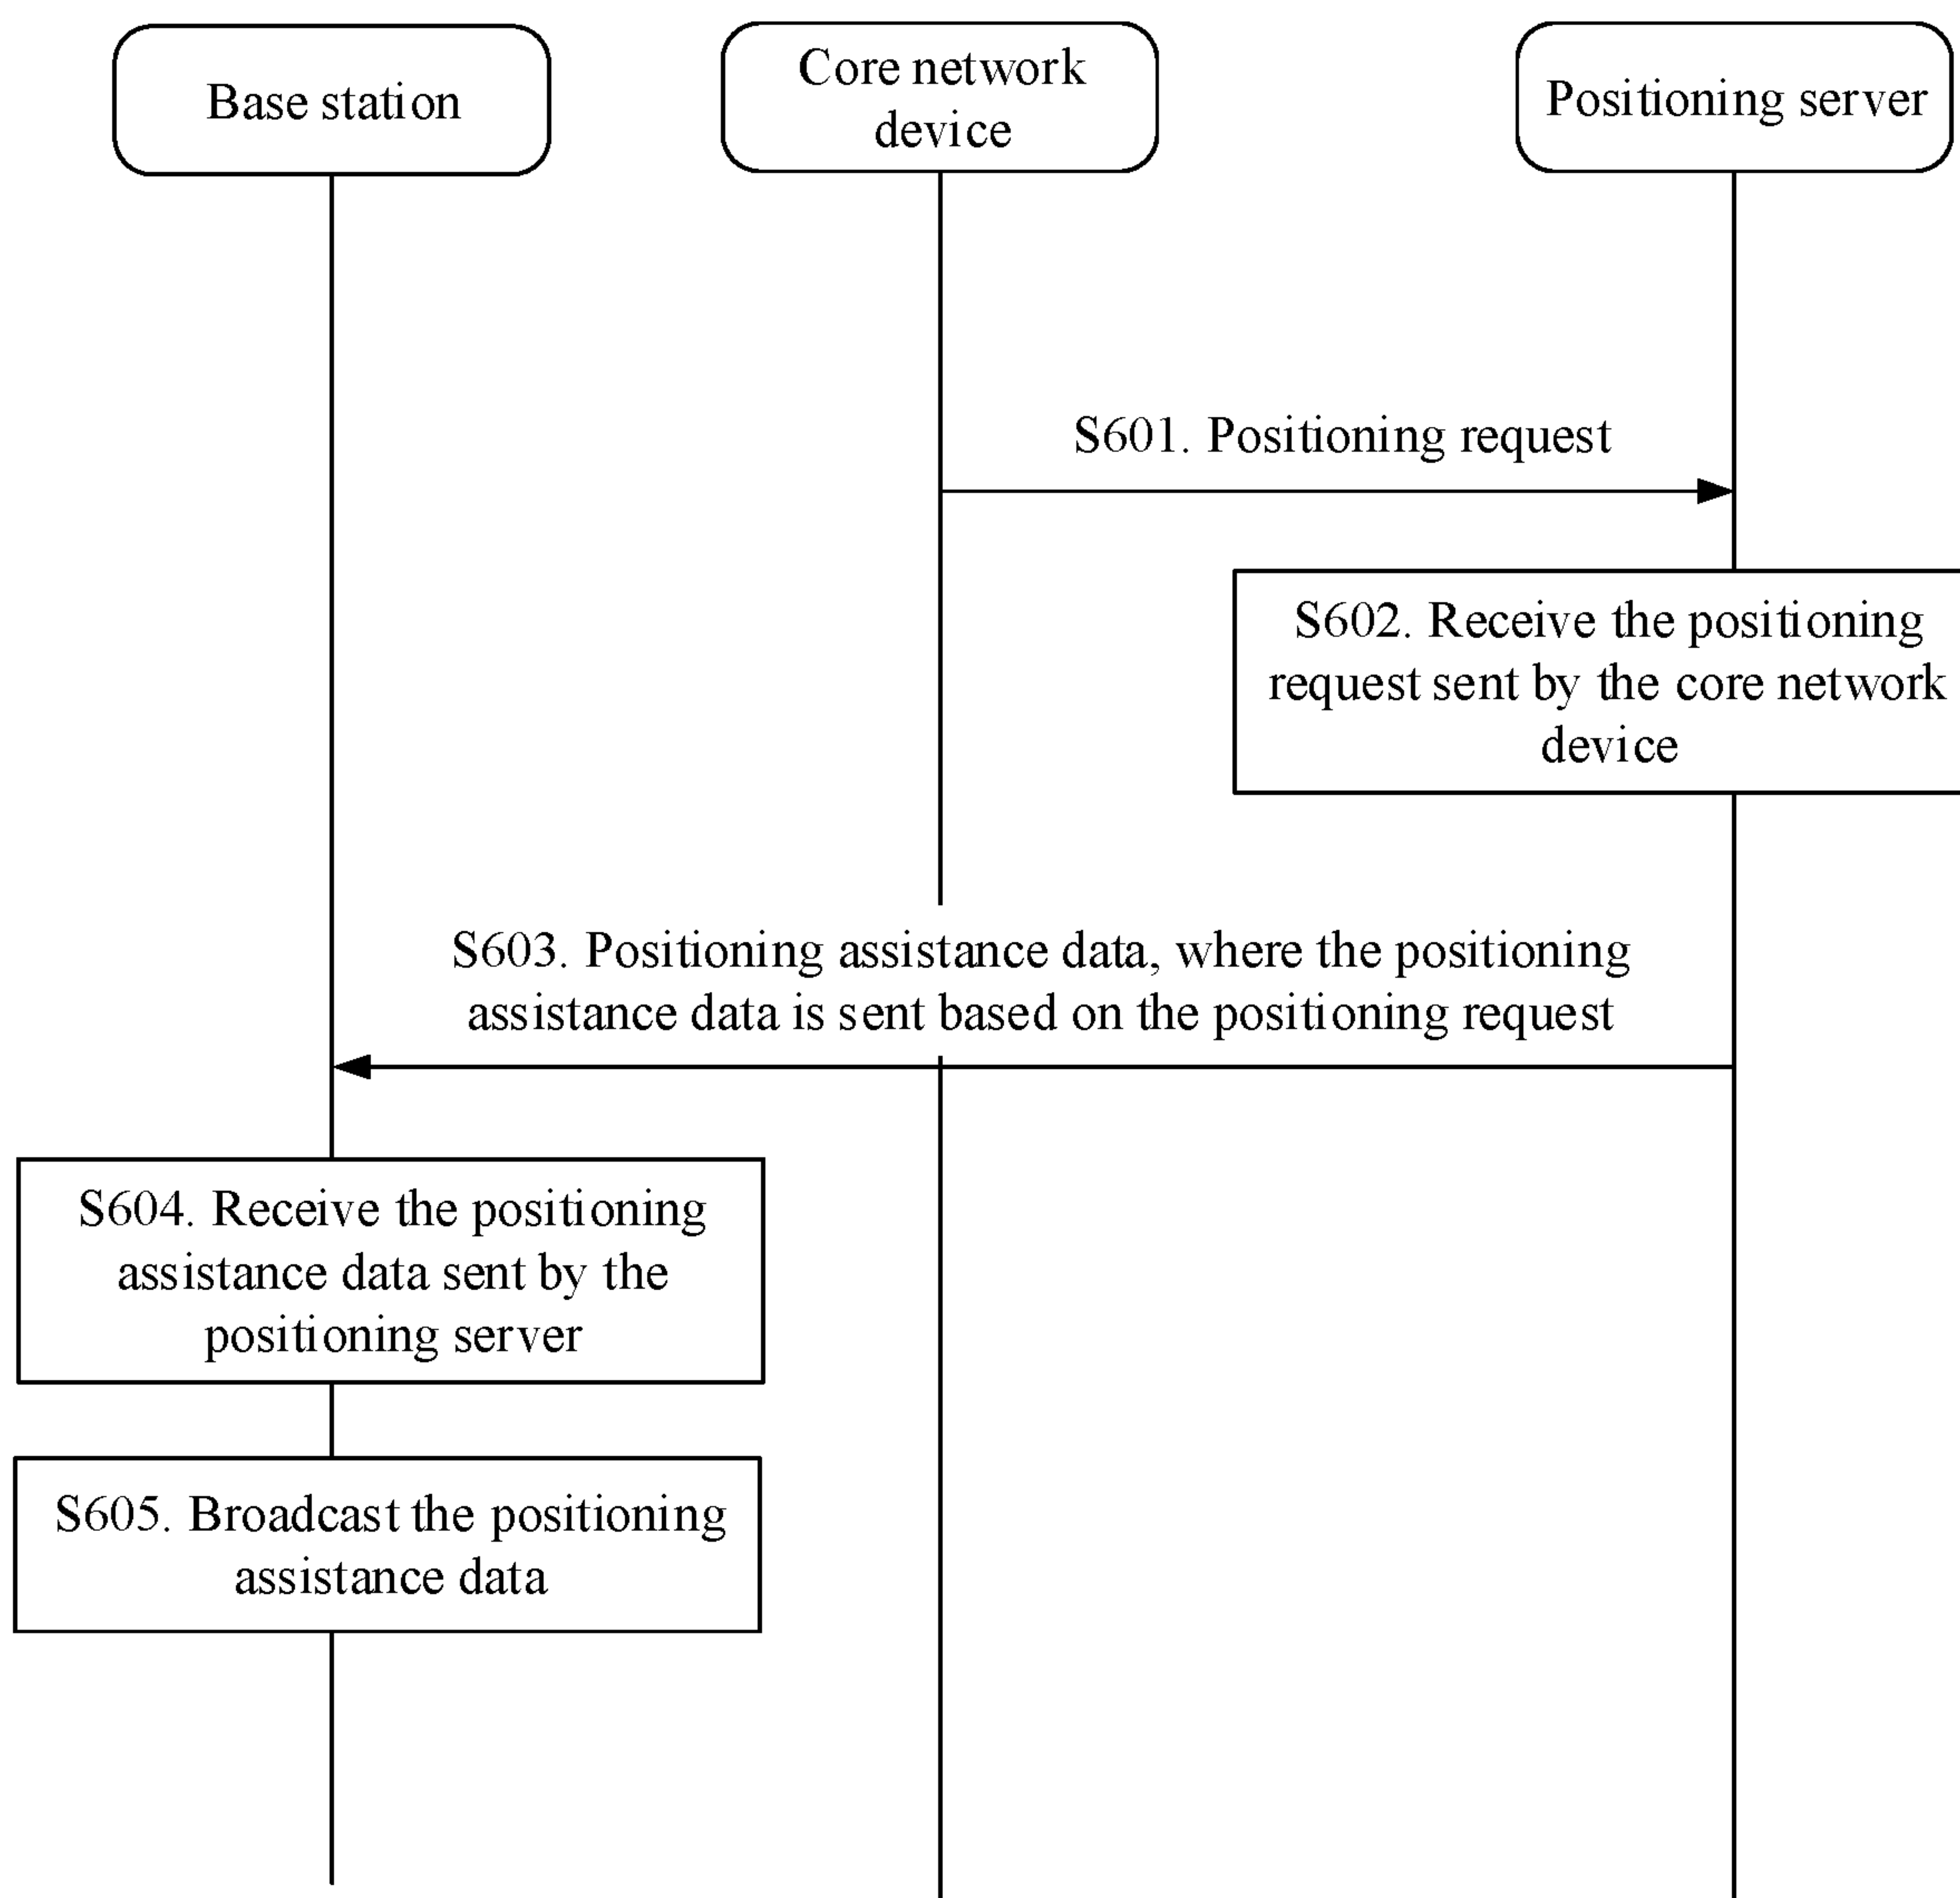 Base station
Core network
device
Positioning server
S601. Positioning request
S602. Receive the positioning
request sent by the core network
device
S603. Positioning assistance data, where the positioning
assistance data is sent based on the positioning request
S604. Receive the positioning
assistance data sent by the
positioning server
S605. Broadcast the positioning
assistance data